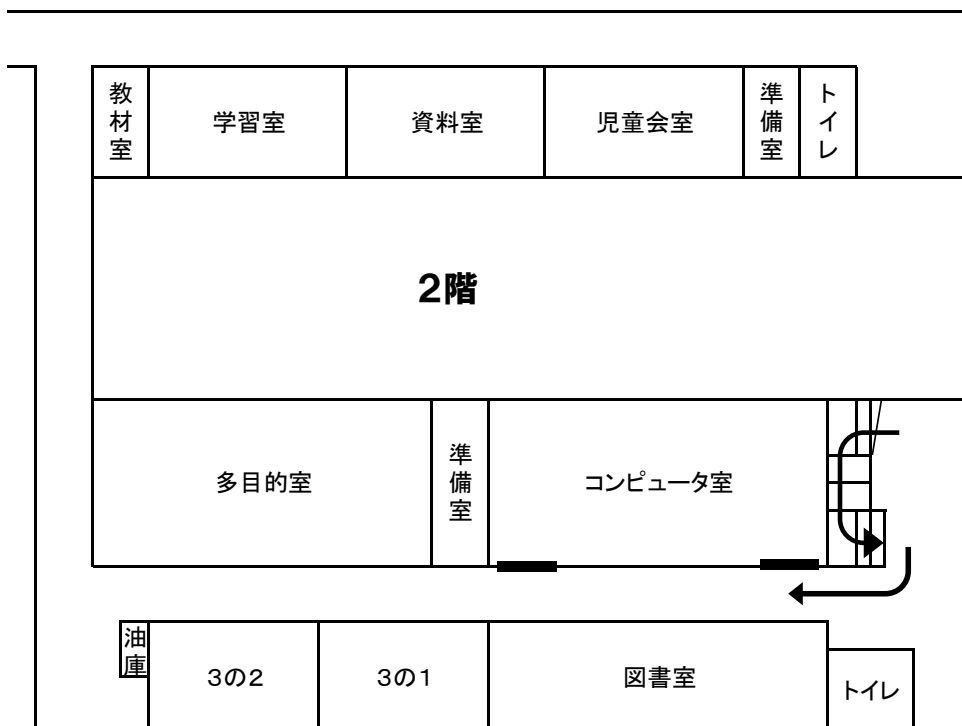 教材室
学習室
資料室
児童会室
準備室
トイレ
2階
多目的室
準備室
コンピュータ室
油庫
3の2
3の1
図書室
トイレ